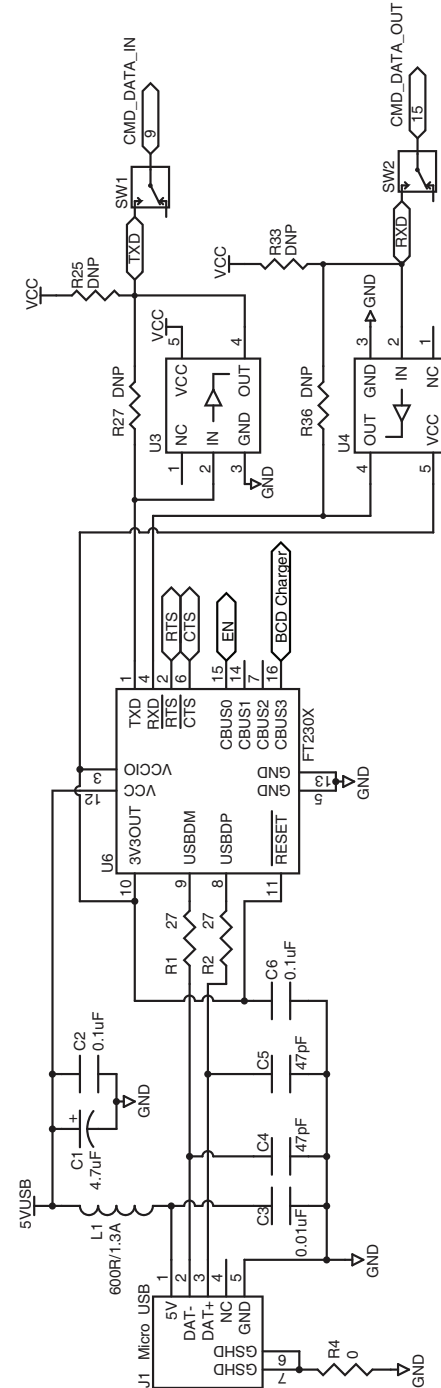 5VUSB
C1
+
4.7uF
C2
0.1uF
GND
L1
600R/1.3A
J1 Micro USB
5V
1
DAT-
2
DAT+
3
NC
4
GND
5
GSHD
6
GSHD
7
R4
0
GND
C3
0.01uF
C4
47pF
C5
47pF
C6
0.1uF
GND
R1
27
R2
27
U6
10
3V3OUT
9
USBDM
8
USBDP
11
RESET
12
VCC
3
VCCIO
TXD
1
RXD
4
RTS
2
CTS
6
CBUS0
15
CBUS1
14
CBUS2
7
CBUS3
16
GND
5
GND
13
FT230X
GND
RTS
CTS
EN
BCD Charger
R27 DNP
VCC
R25
DNP
U3
1
NC
2
IN
3
GND
VCC
5
OUT
4
VCC
GND
TXD
SW1
CMD_DATA_IN
9
VCC
R33
DNP
R36 DNP
U4
4
OUT
5
VCC
GND
3
IN
2
NC
1
GND
RXD
SW2
CMD_DATA_OUT
15